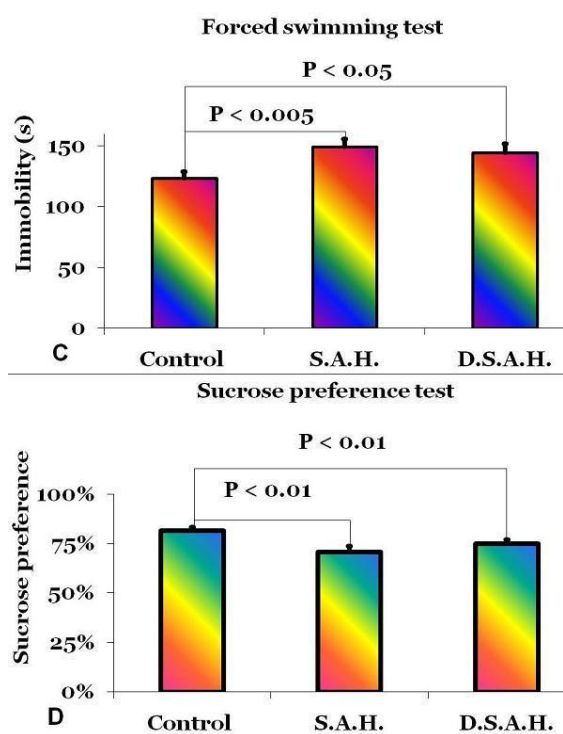 Forced swimming test
P < 0.05
P < 0.005
Immobility (s)
150
100
50
0
C
Control S.A.H. D.S.A.H.
Sucrose preference test
P < 0.01
P < 0.01
Sucrose preference
100%
75%
50%
25%
0%
D
Control S.A.H. D.S.A.H.